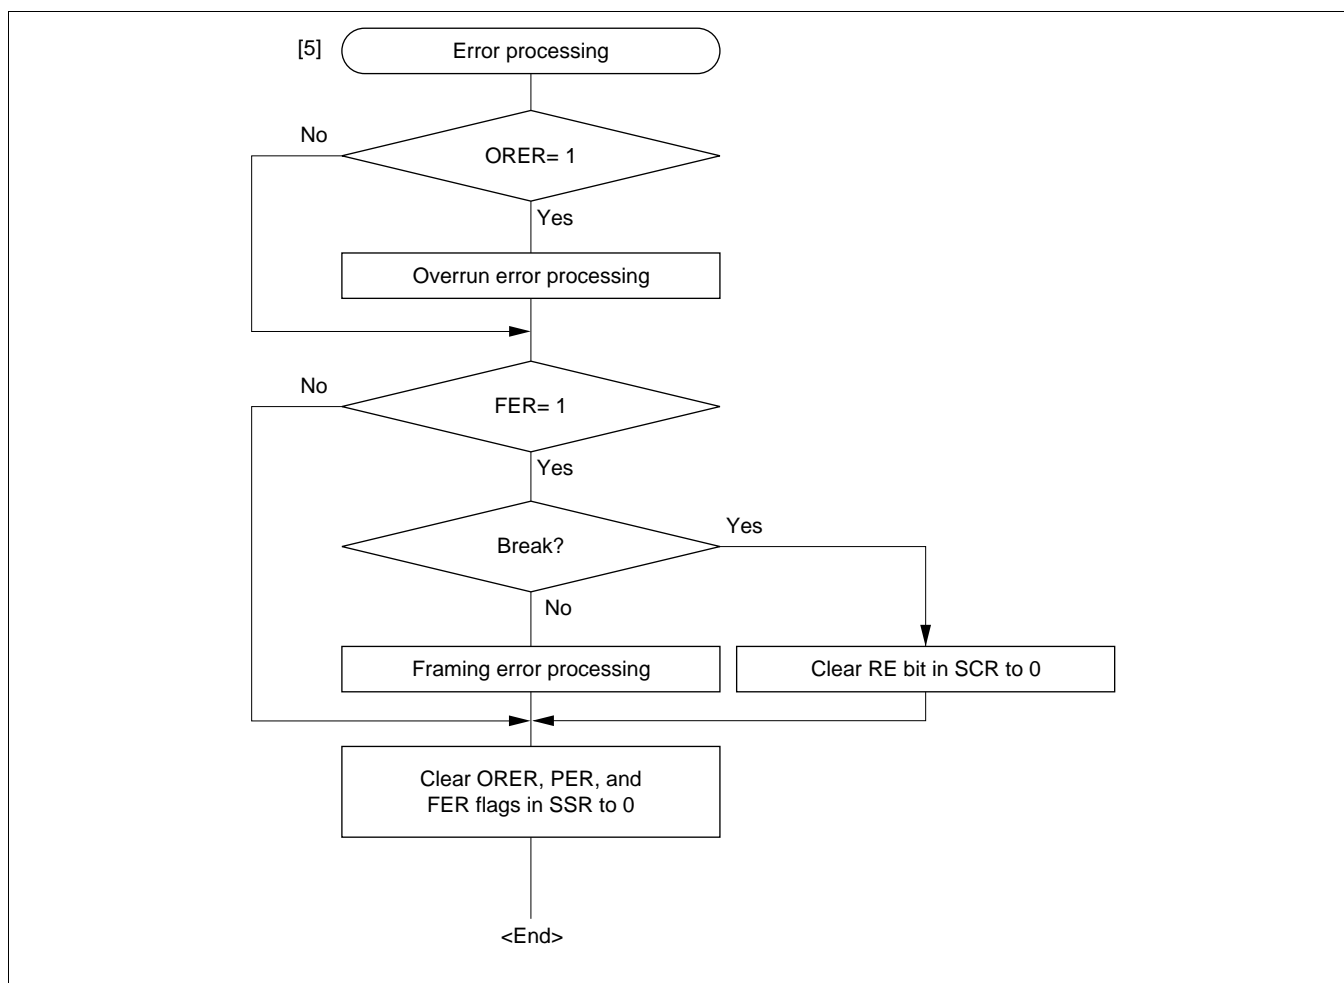 [5]
Error processing
No
ORER= 1
Yes
Overrun error processing
No
FER= 1
Yes
Break?
Yes
No
Framing error processing
Clear RE bit in SCR to 0
Clear ORER, PER, and
FER flags in SSR to 0
<End>